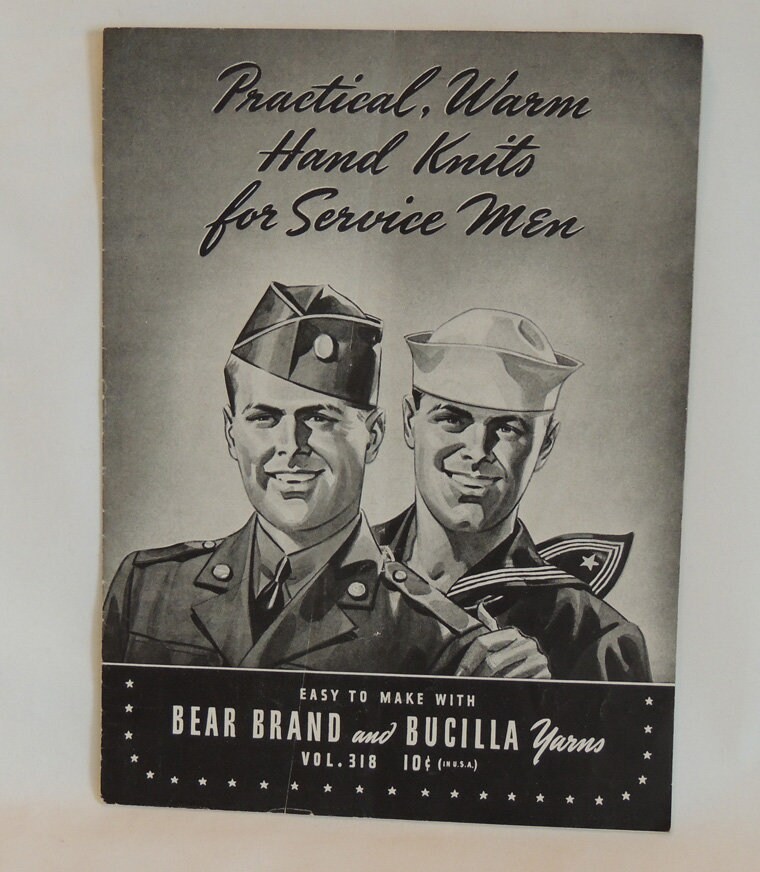 Practical, Warm
Hand Knits
for Service Men
EASY TO MAKE WITH
BEAR BRAND and BUCILLA Yarns
VOL. 318 10¢ (IN U.S.A.)